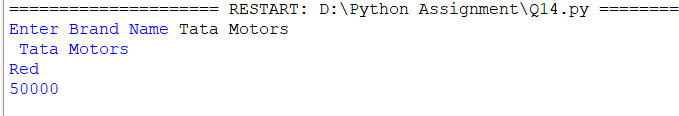 ===================== RESTART: D:\Python Assignment\Q14.py ========
Enter Brand Name Tata Motors
 Tata Motors
Red
50000